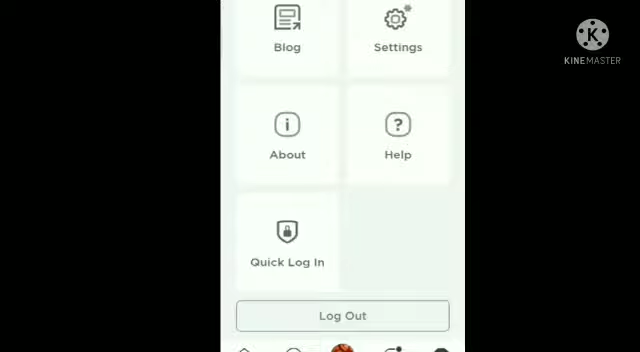 Blog
Settings
K
KINEMASTER
About
Help
Quick Log In
Log Out